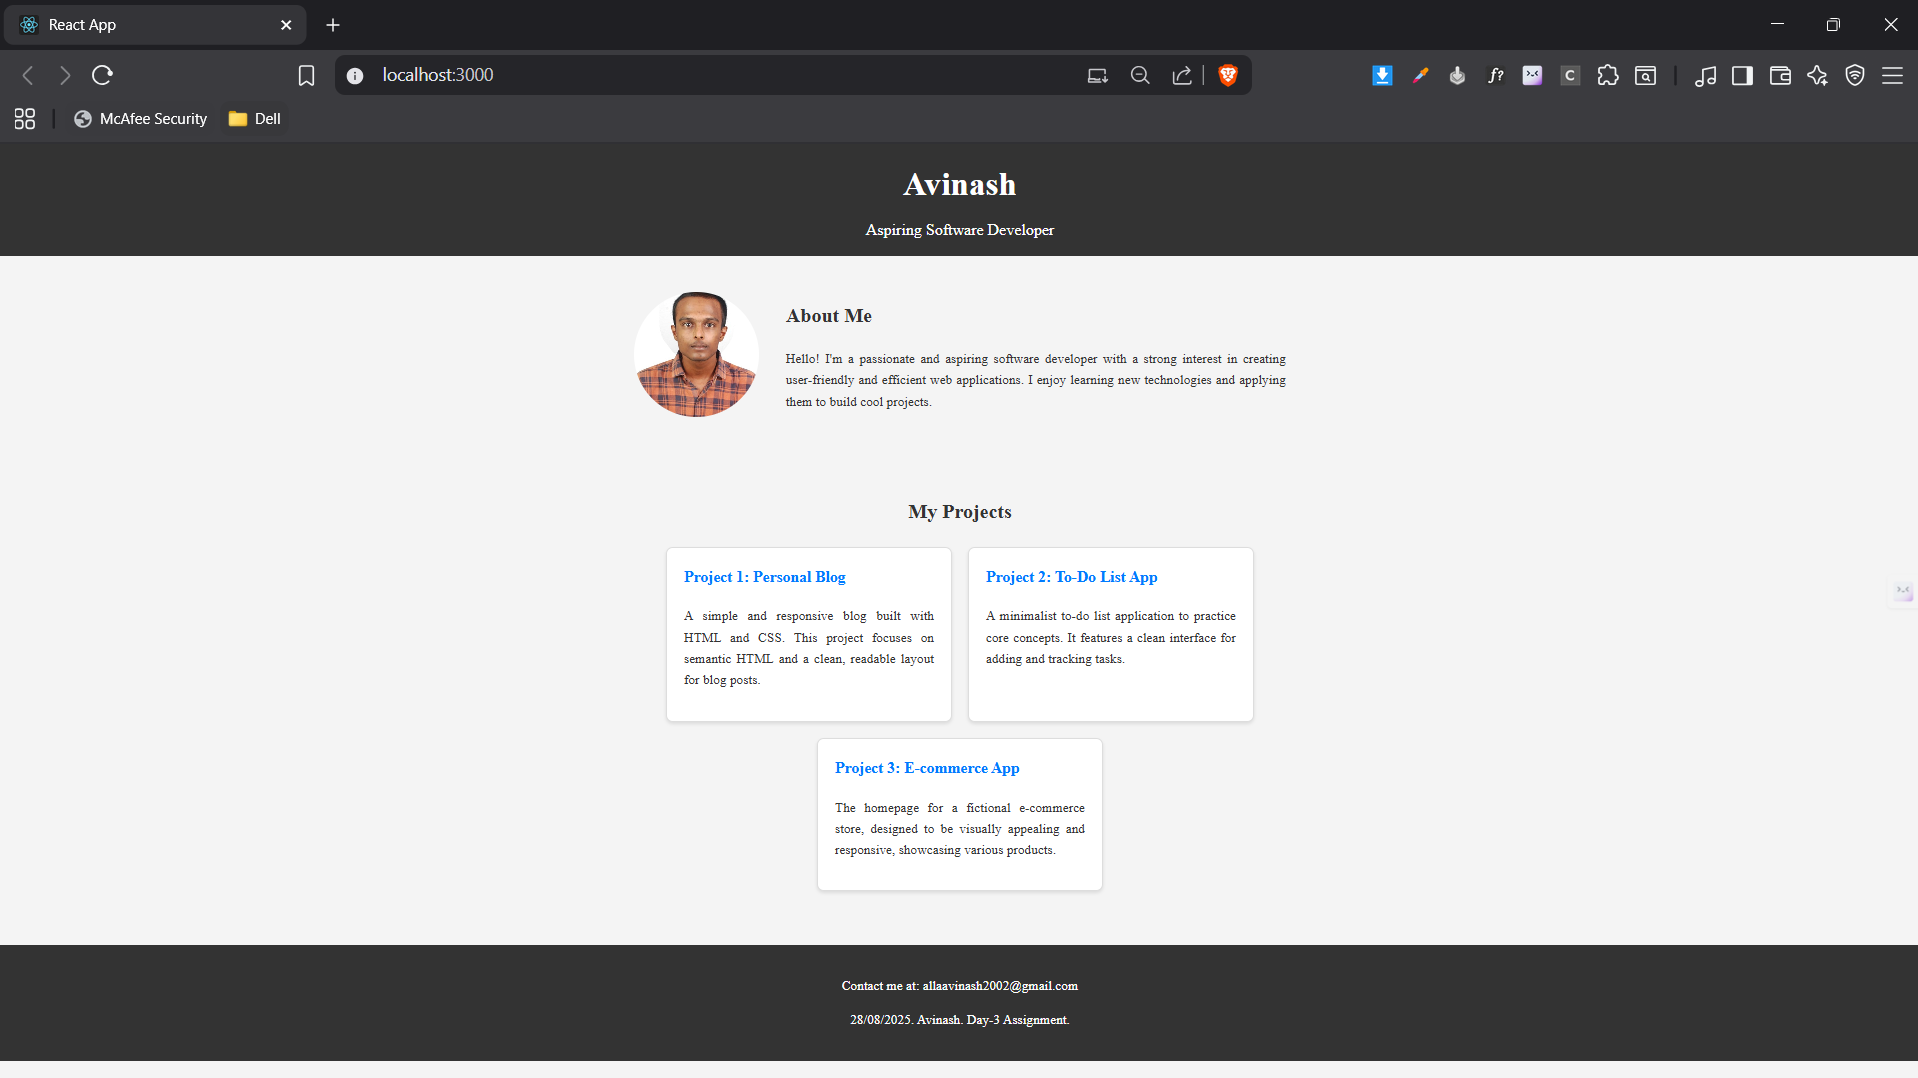 React App
localhost:3000
McAfee Security
Dell
Avinash
Aspiring Software Developer
About Me
Hello! I'm a passionate and aspiring software developer with a strong interest in creating
user-friendly and efficient web applications. I enjoy learning new technologies and applying
them to build cool projects.
My Projects
Project 1: Personal Blog
A simple and responsive blog built with
HTML and CSS. This project focuses on
semantic HTML and a clean, readable layout
for blog posts.
Project 2: To-Do List App
A minimalist to-do list application to practice
core concepts. It features a clean interface for
adding and tracking tasks.
Project 3: E-commerce App
The homepage for a fictional e-commerce
store, designed to be visually appealing and
responsive, showcasing various products.
Contact me at: allaavinash2002@gmail.com
28/08/2025. Avinash. Day-3 Assignment.